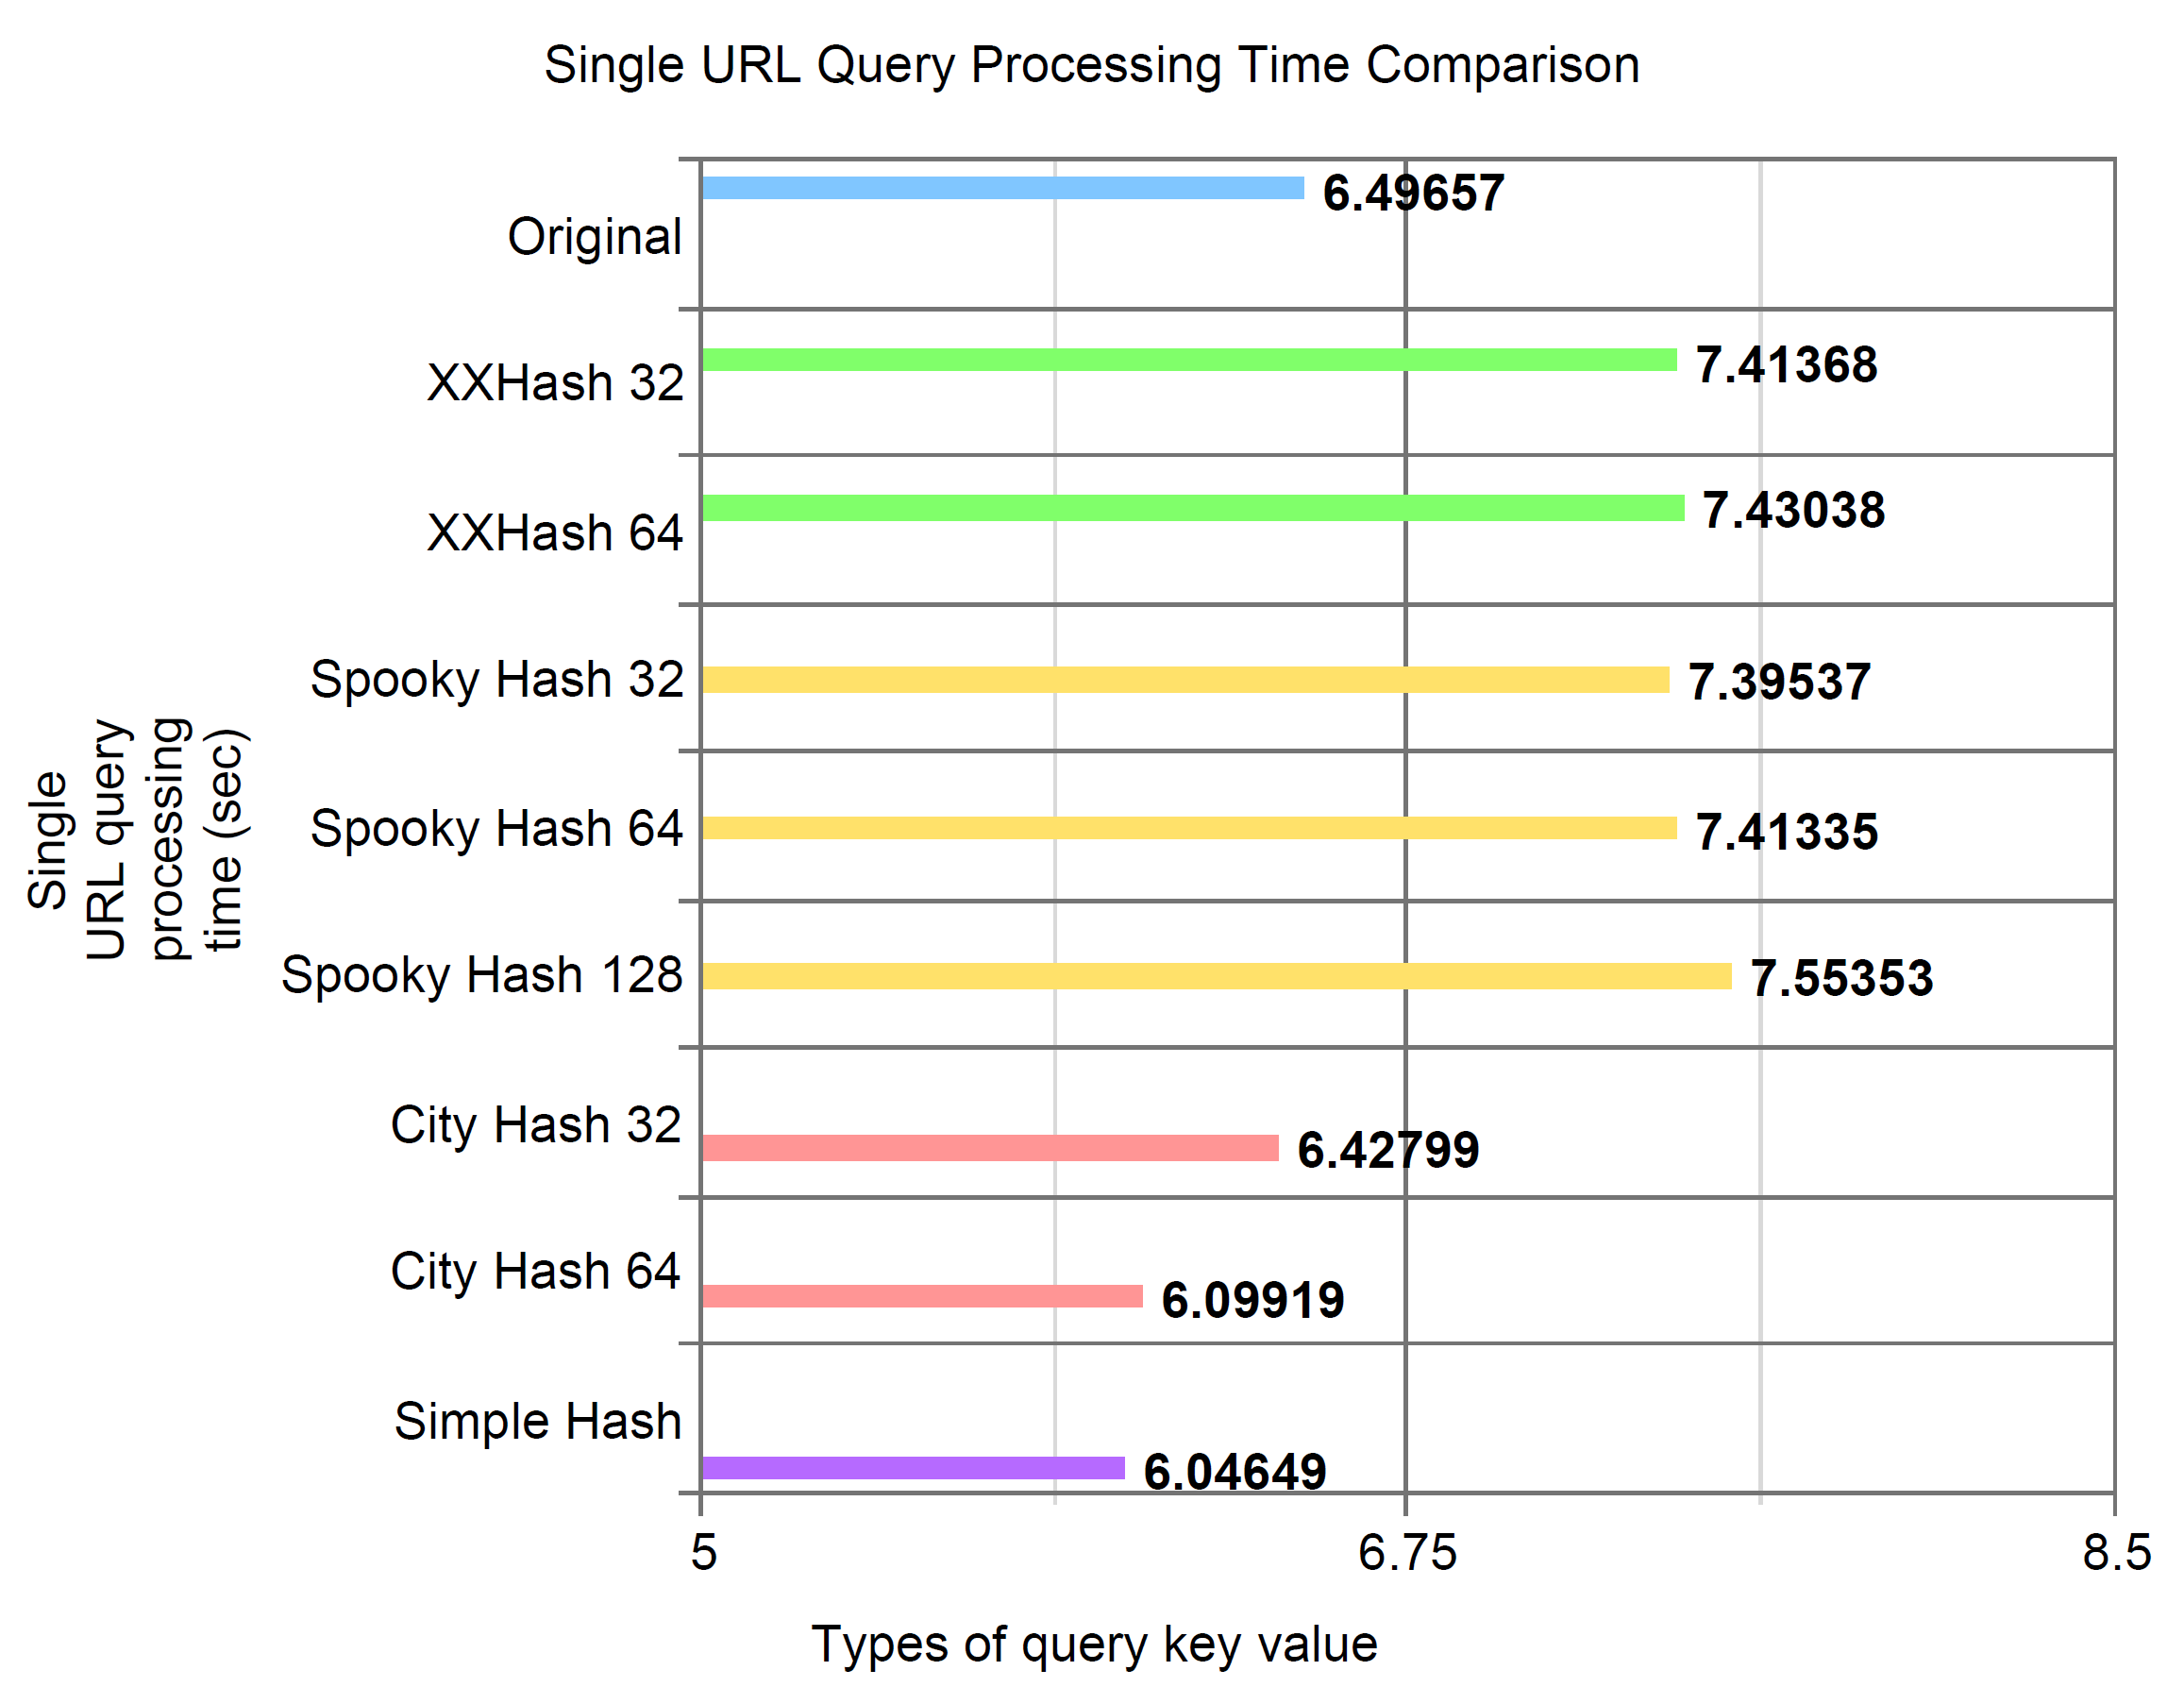 Single URL Query Processing Time Comparison
Original
6.49657
XXHash 32
7.41368
XXHash 64
7.43038
Spooky Hash 32
7.39537
Spooky Hash 64
7.41335
Spooky Hash 128
7.55353
City Hash 32
6.42799
City Hash 64
6.09919
Simple Hash
6.04649
Single
URL query
processing
time (sec)
5
6.75
8.5
Types of query key value